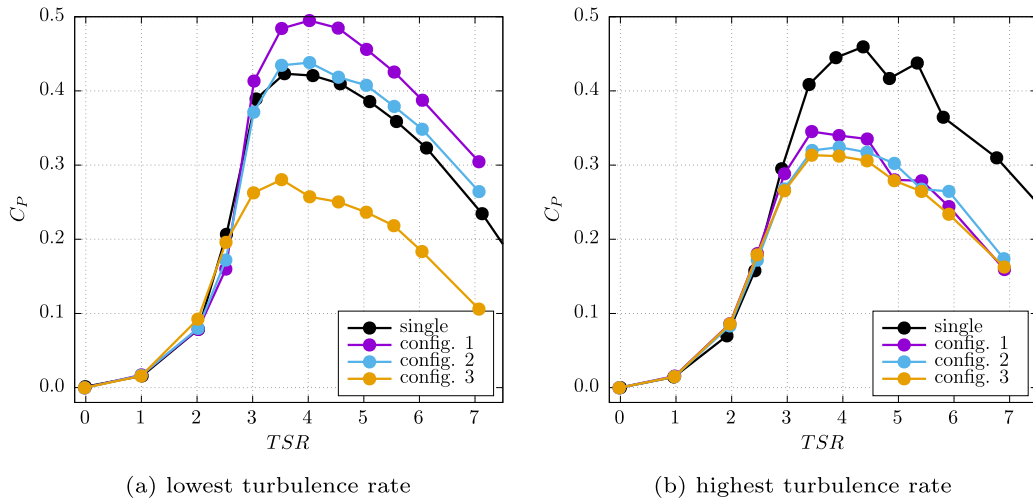 0.5
0.4
0.3
0.2
0.1
0.0
C_P
0 1 2 3 4 5 6 7
TSR
single
config. 1
config. 2
config. 3
(a) lowest turbulence rate
0.5
0.4
0.3
0.2
0.1
0.0
C_P
0 1 2 3 4 5 6 7
TSR
single
config. 1
config. 2
config. 3
(b) highest turbulence rate